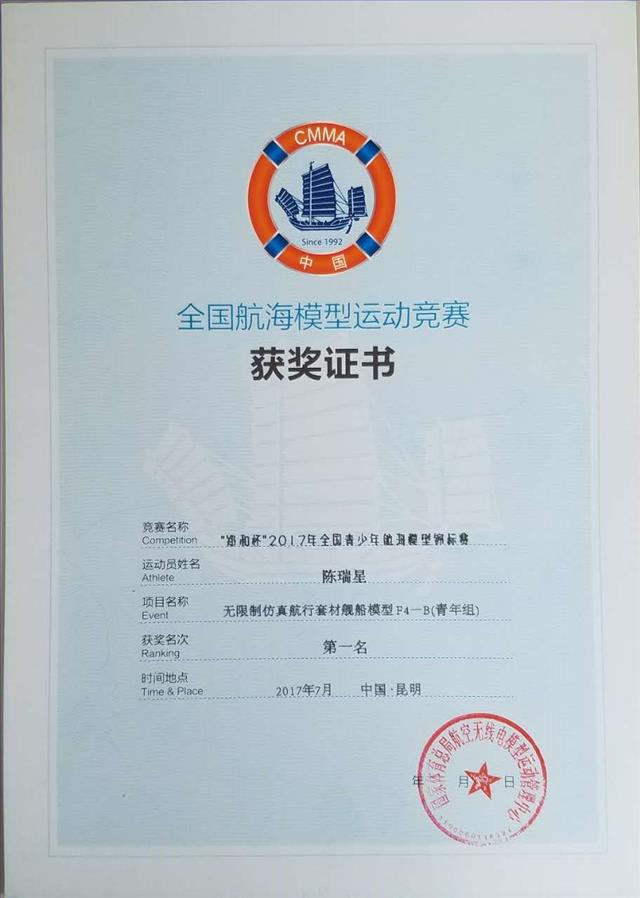 CMMA
Since 1992
中国
全国航海模型运动竞赛
获奖证书
竞赛名称
Competition
"郑和杯"2017年全国青少年航海模型锦标赛
运动员姓名
Athlete
陈瑞星
项目名称
Event
无限制仿真航行套材舰船模型F4-B(青年组)
获奖名次
Ranking
第一名
时间地点
Time & Place
2017年7月 中国·昆明
年 月 日
国家体育总局航空无线电模型运动管理中心